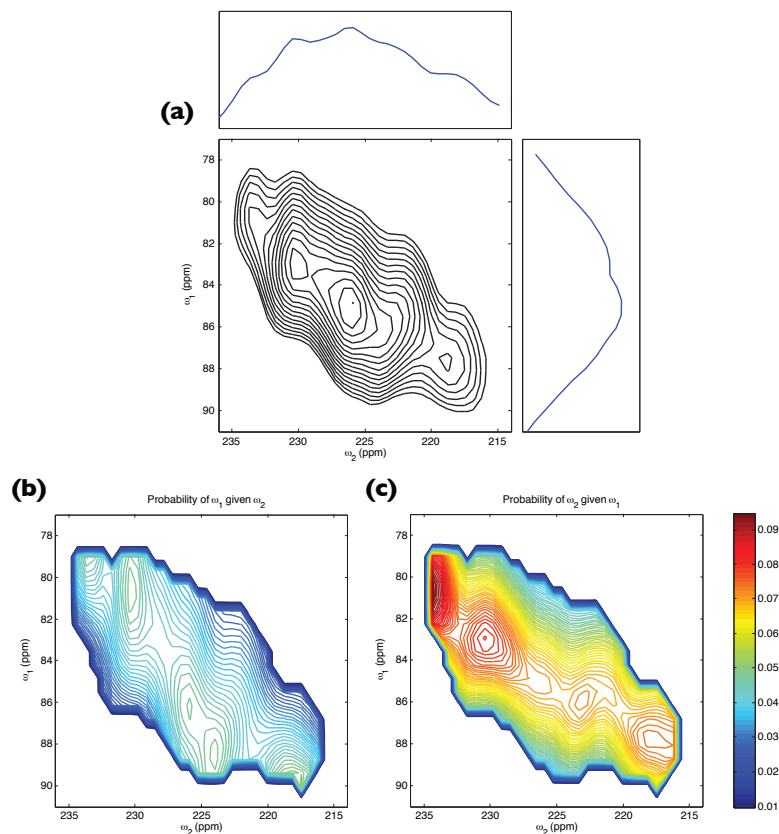 (a)
78
80
82
84
86
88
90
ω1 (ppm)
235 230 225 220 215
ω2 (ppm)
(b)
Probability of ω1 given ω2
78
80
82
84
86
88
90
ω1 (ppm)
235 230 225 220 215
ω2 (ppm)
(c)
Probability of ω2 given ω1
78
80
82
84
86
88
90
ω1 (ppm)
235 230 225 220 215
ω2 (ppm)
0.09
0.08
0.07
0.06
0.05
0.04
0.03
0.02
0.01